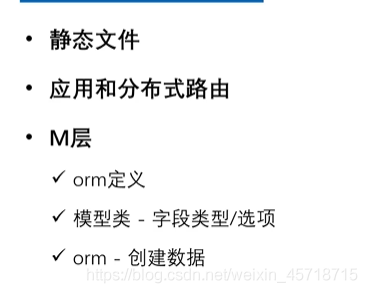 • 静态文件
• 应用和分布式路由
• M层
✓ orm定义
✓ 模型类 - 字段类型/选项
✓ orm - 创建数据
https://blog.csdn.net/weixin_45718715